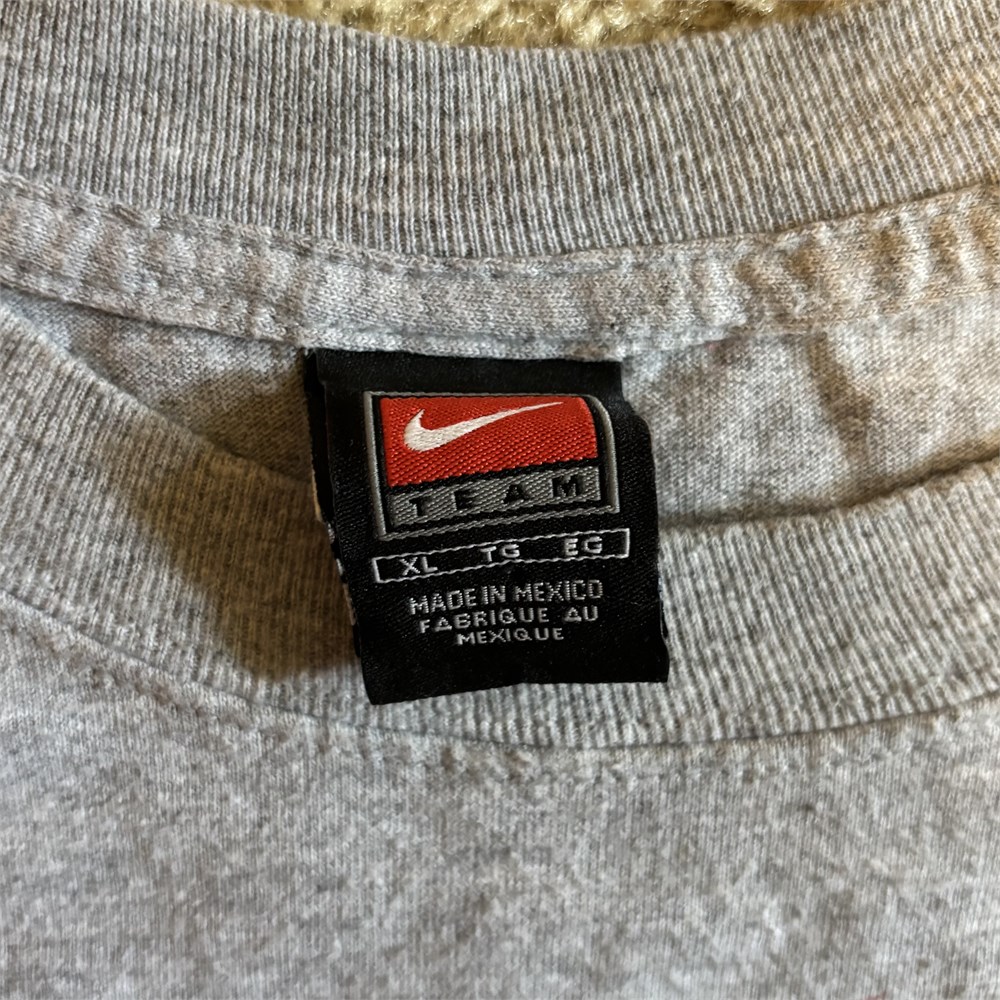 TEAM
XL TG EG
MADE IN MEXICO
FABRIQUE AU
MEXIQUE